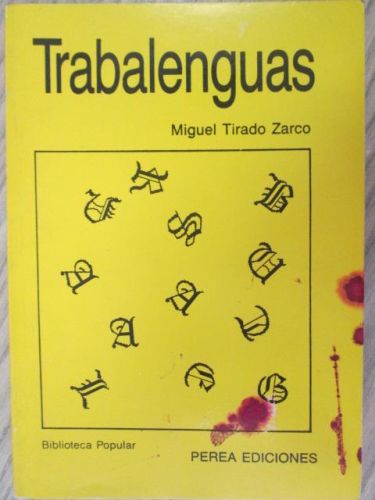 Trabalenguas
Miguel Tirado Zarco
B
S
A
A
A
L
E
G
Biblioteca Popular
PEREA EDICIONES